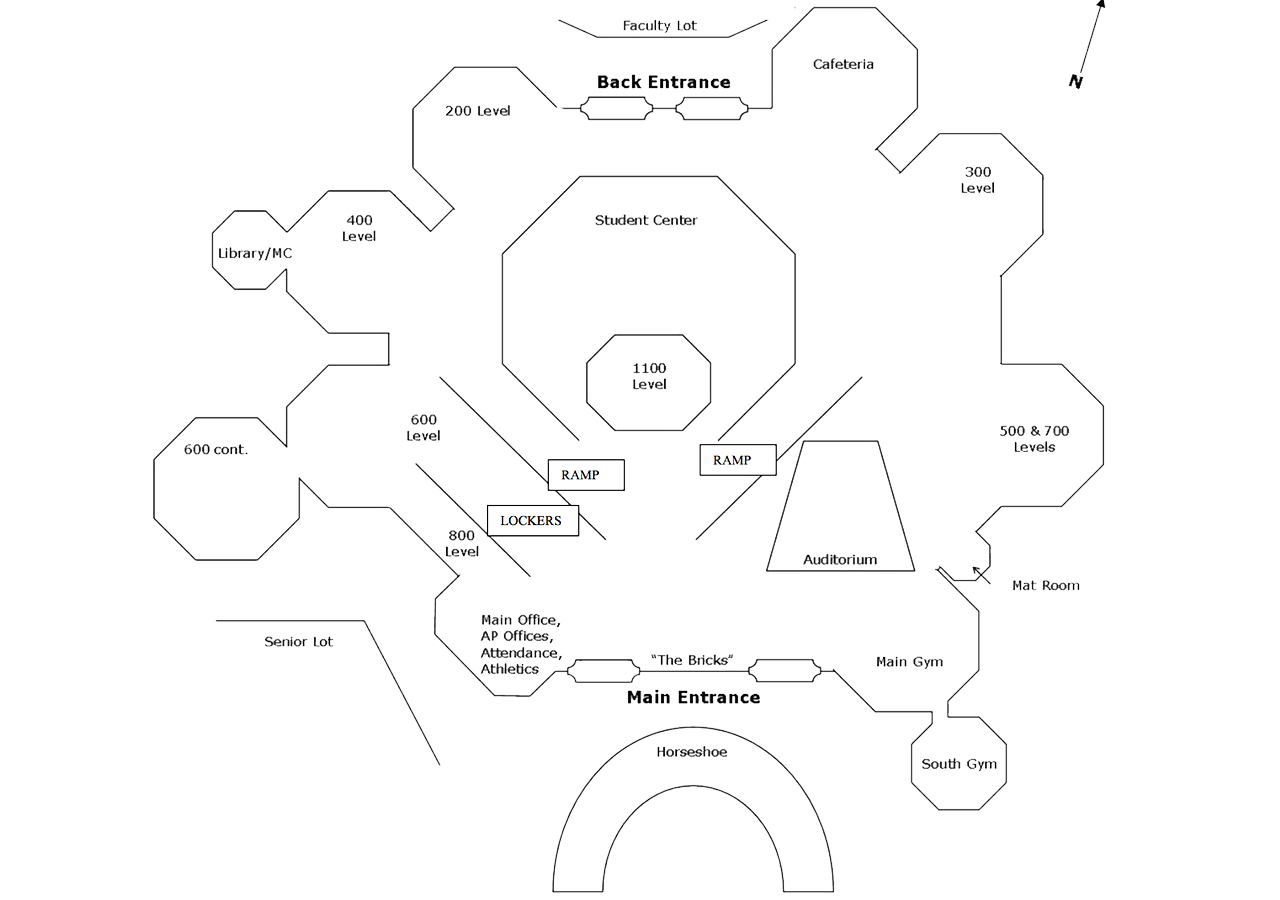 Faculty Lot
Cafeteria
N
Back Entrance
200 Level
300
Level
400
Level
Student Center
Library/MC
1100
Level
600
Level
500 & 700
Levels
600 cont.
RAMP
RAMP
LOCKERS
800
Level
Auditorium
Mat Room
Main Office,
AP Offices,
Attendance,
Athletics
Senior Lot
"The Bricks"
Main Gym
Main Entrance
Horseshoe
South Gym